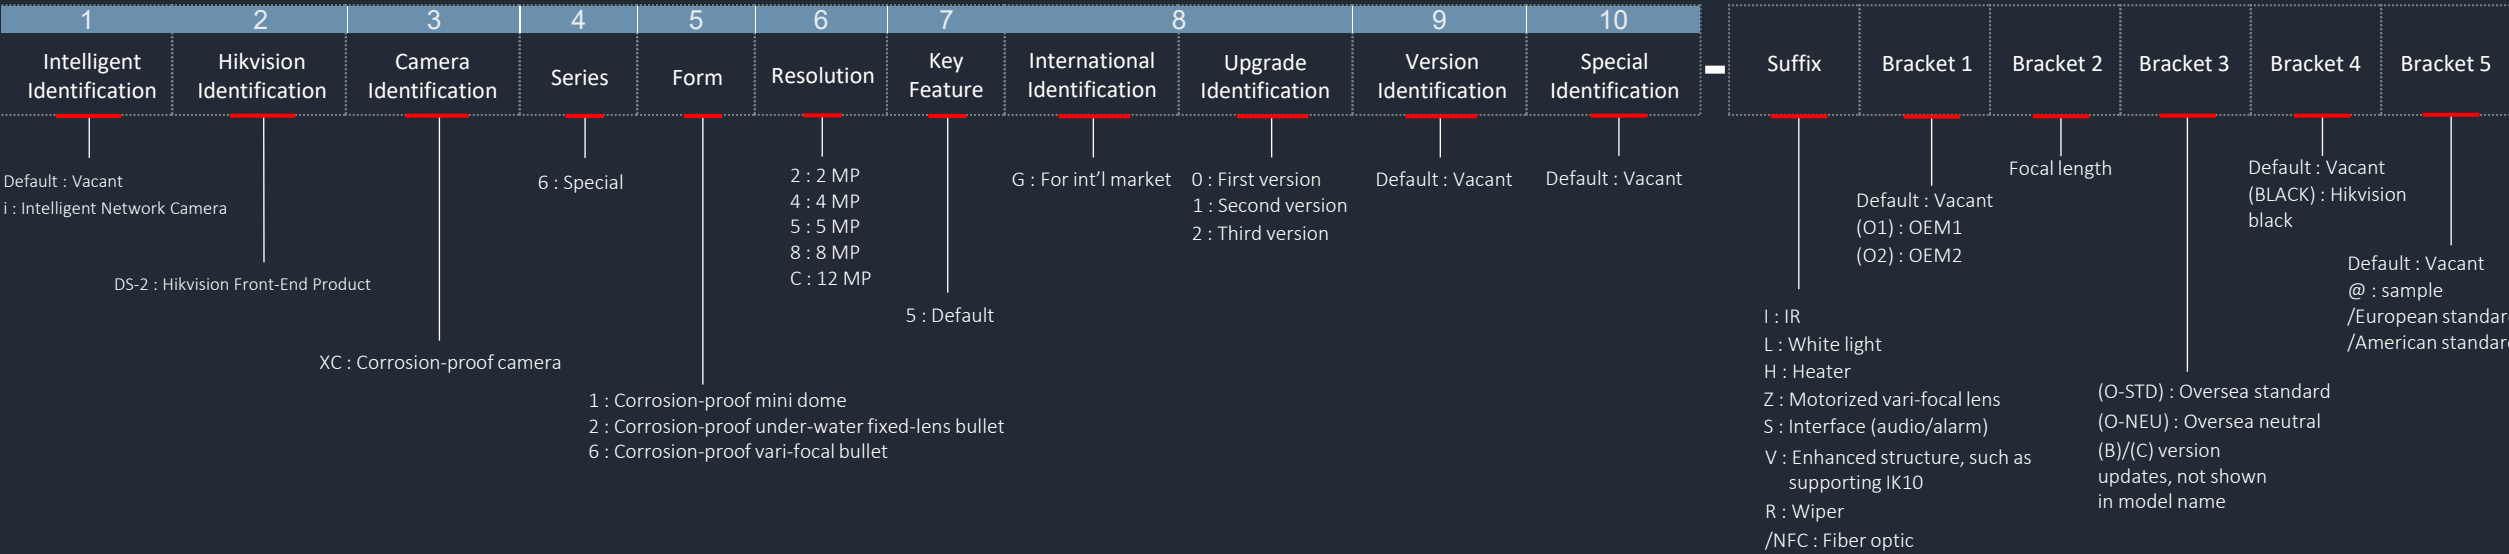 1 2 3 4 5 6 7 8 9 10
Intelligent Identification
Hikvision Identification
Camera Identification
Series
Form
Resolution
Key Feature
International Identification
Upgrade Identification
Version Identification
Special Identification
-
Suffix
Bracket 1
Bracket 2
Bracket 3
Bracket 4
Bracket 5
Default : Vacant
i : Intelligent Network Camera
DS-2 : Hikvision Front-End Product
XC : Corrosion-proof camera
6 : Special
1 : Corrosion-proof mini dome
2 : Corrosion-proof under-water fixed-lens bullet
6 : Corrosion-proof vari-focal bullet
2 : 2 MP
4 : 4 MP
5 : 5 MP
8 : 8 MP
C : 12 MP
5 : Default
G : For int’l market
0 : First version
1 : Second version
2 : Third version
Default : Vacant
Default : Vacant
I : IR
L : White light
H : Heater
Z : Motorized vari-focal lens
S : Interface (audio/alarm)
V : Enhanced structure, such as
supporting IK10
R : Wiper
/NFC : Fiber optic
Default : Vacant
(O1) : OEM1
(O2) : OEM2
Focal length
(O-STD) : Oversea standard
(O-NEU) : Oversea neutral
(B)/(C) version
updates, not shown
in model name
Default : Vacant
(BLACK) : Hikvision
black
Default : Vacant
@ : sample
/European
/American